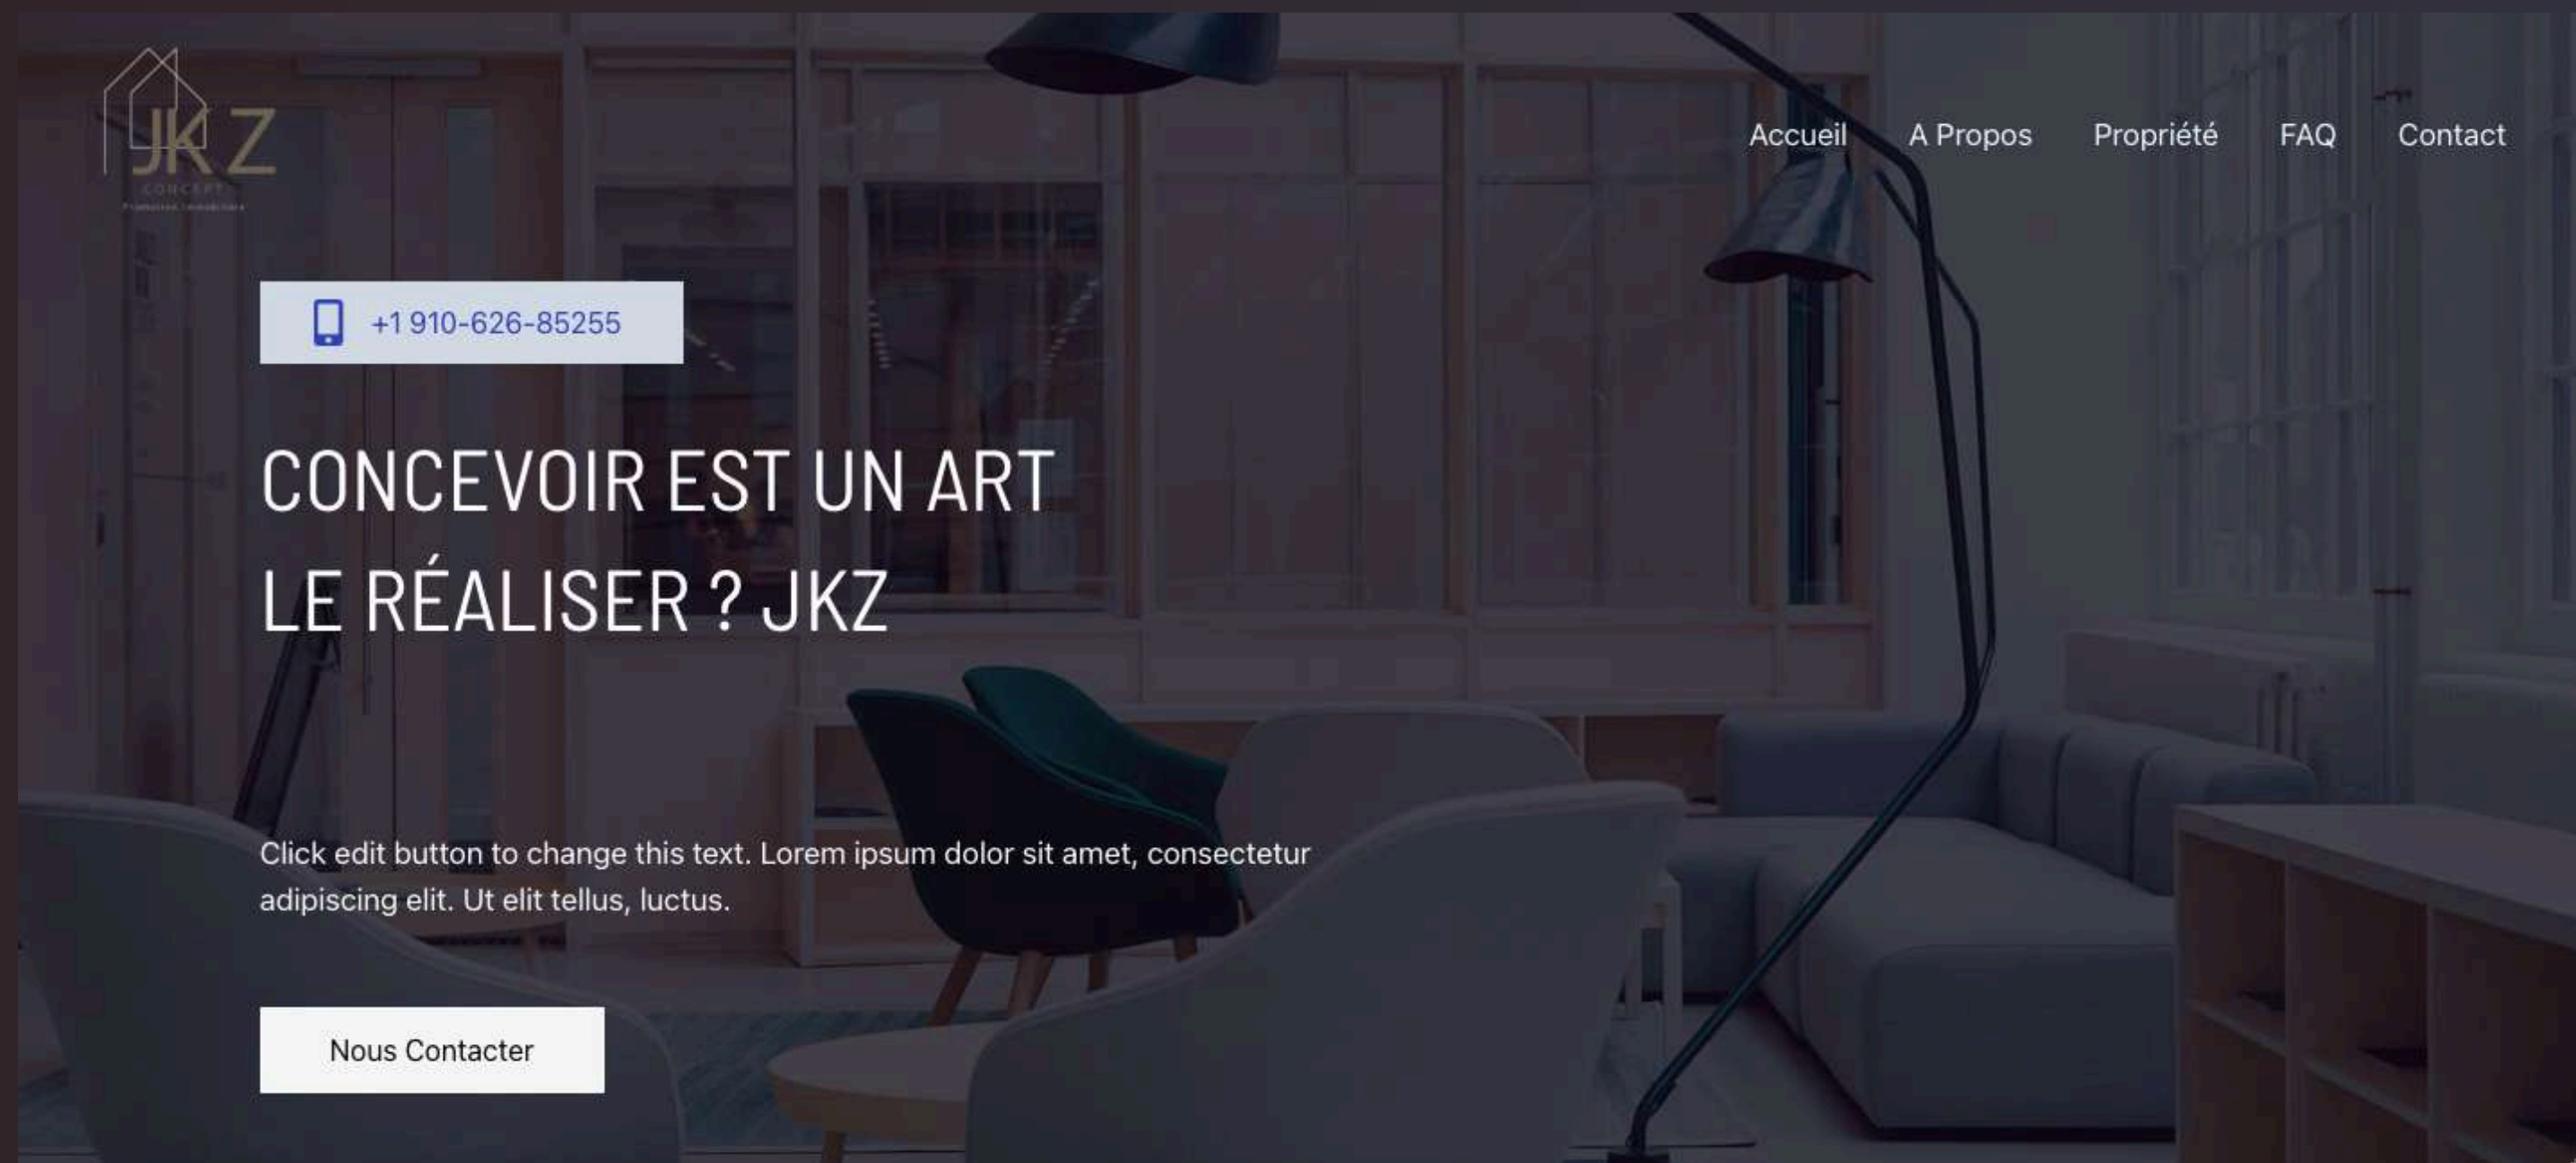 JKZ
CONCEPT
Promotion Immobilière
Accueil A Propos Propriété FAQ Contact
+1 910-626-85255
CONCEVOIR EST UN ART
LE RÉALISER ? JKZ
Click edit button to change this text. Lorem ipsum dolor sit amet, consectetur
adipiscing elit. Ut elit tellus, luctus.
Nous Contacter